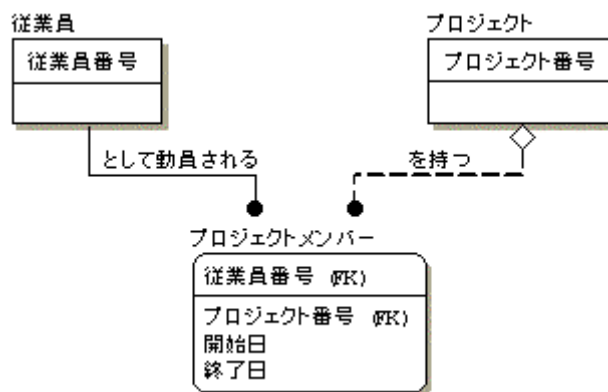 従業員
プロジェクト
従業員番号
プロジェクト番号
として動員される
を持つ
プロジェクトメンバー
従業員番号 (FK)
プロジェクト番号 (FK)
開始日
終了日